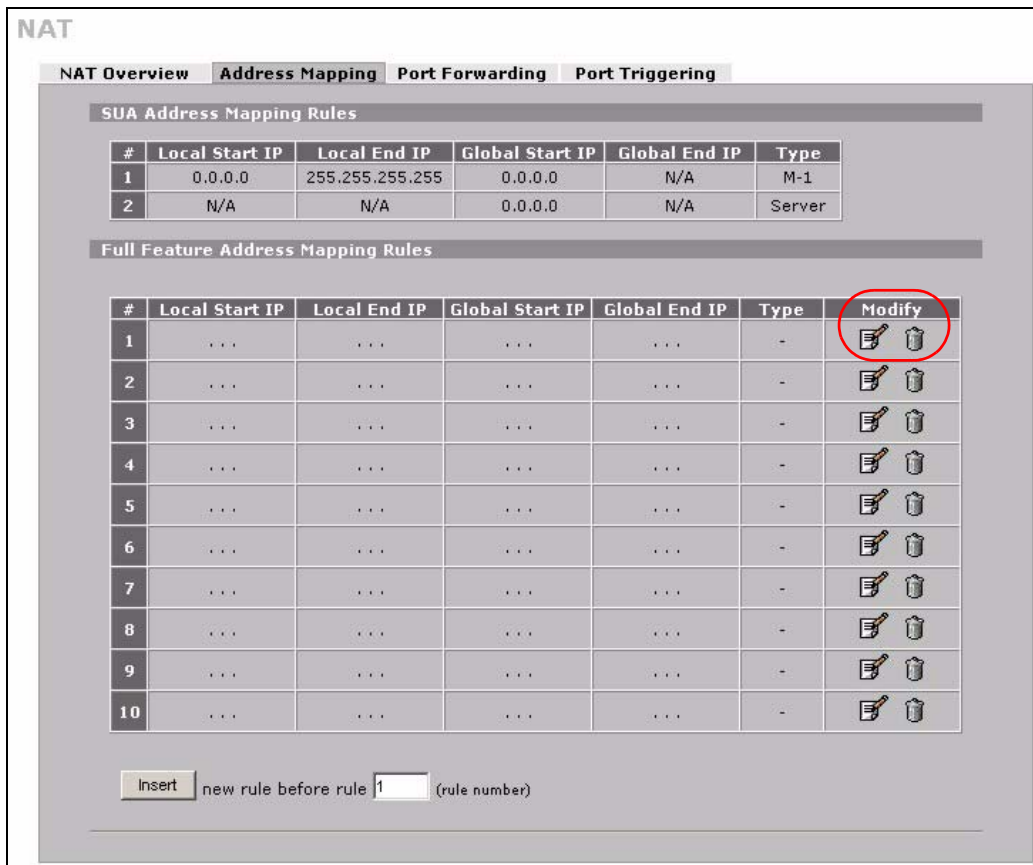 NAT
NAT Overview Address Mapping Port Forwarding Port Triggering
SUA Address Mapping Rules
# Local Start IP Local End IP Global Start IP Global End IP Type
1 0.0.0.0 255.255.255.255 0.0.0.0 N/A M-1
2 N/A N/A 0.0.0.0 N/A Server
Full Feature Address Mapping Rules
# Local Start IP Local End IP Global Start IP Global End IP Type Modify
1 . . . . . . . . . . . . -
2 . . . . . . . . . . . . -
3 . . . . . . . . . . . . -
4 . . . . . . . . . . . . -
5 . . . . . . . . . . . . -
6 . . . . . . . . . . . . -
7 . . . . . . . . . . . . -
8 . . . . . . . . . . . . -
9 . . . . . . . . . . . . -
10 . . . . . . . . . . . . -
Insert new rule before rule 1 (rule number)